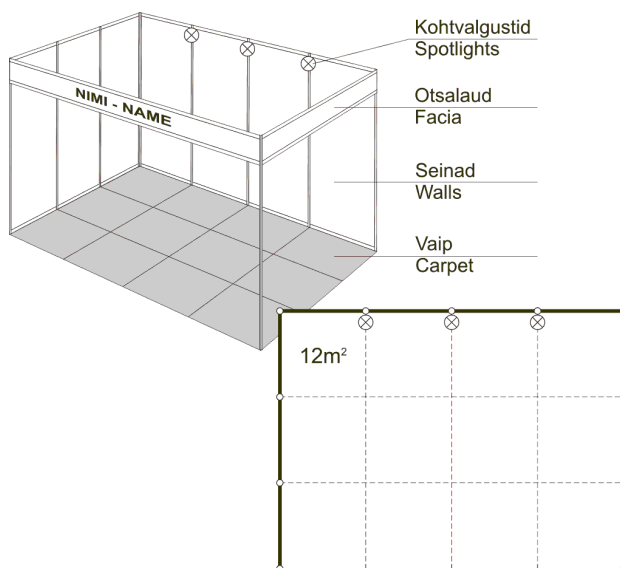 Kohtvalgustid
Spotlights
NIMI - NAME
Otsalaud
Facia
Seinad
Walls
Vaip
Carpet
12m²